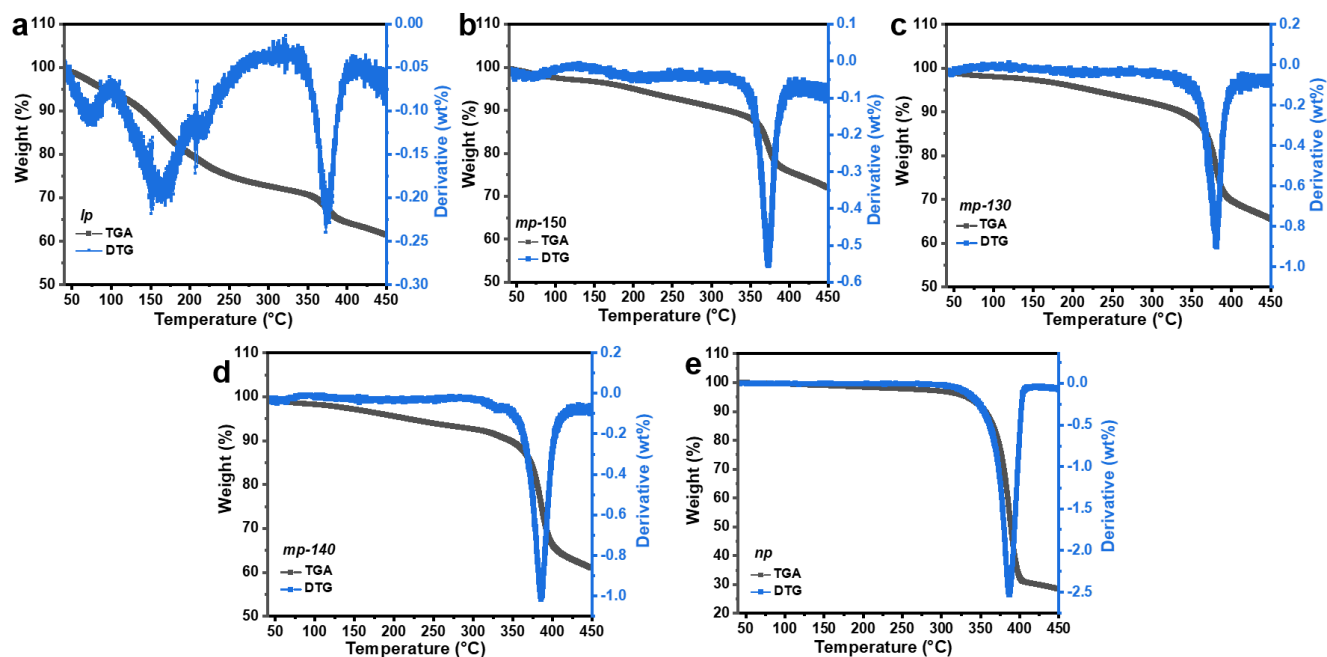 a
110
100
90
80
70
60
50
Weight (%)
lp
TGA
DTG
50 100 150 200 250 300 350 400 450
Temperature (°C)
0.00
-0.05
-0.10
-0.15
-0.20
-0.25
-0.30
Derivative (wt%)
b
110
100
90
80
70
60
50
Weight (%)
mp-150
TGA
DTG
50 100 150 200 250 300 350 400 450
Temperature (°C)
0.1
0.0
-0.1
-0.2
-0.3
-0.4
-0.5
-0.6
Derivative (wt%)
c
110
100
90
80
70
60
50
Weight (%)
mp-130
TGA
DTG
50 100 150 200 250 300 350 400 450
Temperature (°C)
0.2
0.0
-0.2
-0.4
-0.6
-0.8
-1.0
Derivative (wt%)
d
110
100
90
80
70
60
50
Weight (%)
mp-140
TGA
DTG
50 100 150 200 250 300 350 400 450
Temperature (°C)
0.2
0.0
-0.2
-0.4
-0.6
-0.8
-1.0
Derivative (wt%)
e
110
100
90
80
70
60
50
40
30
20
Weight (%)
np
TGA
DTG
50 100 150 200 250 300 350 400 450
Temperature (°C)
0.0
-0.5
-1.0
-1.5
-2.0
-2.5
Derivative (wt%)